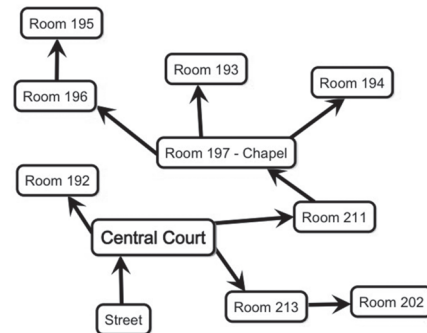 Room 195
Room 193
Room 194
Room 196
Room 197 - Chapel
Room 192
Room 211
Central Court
Room 213
Room 202
Street